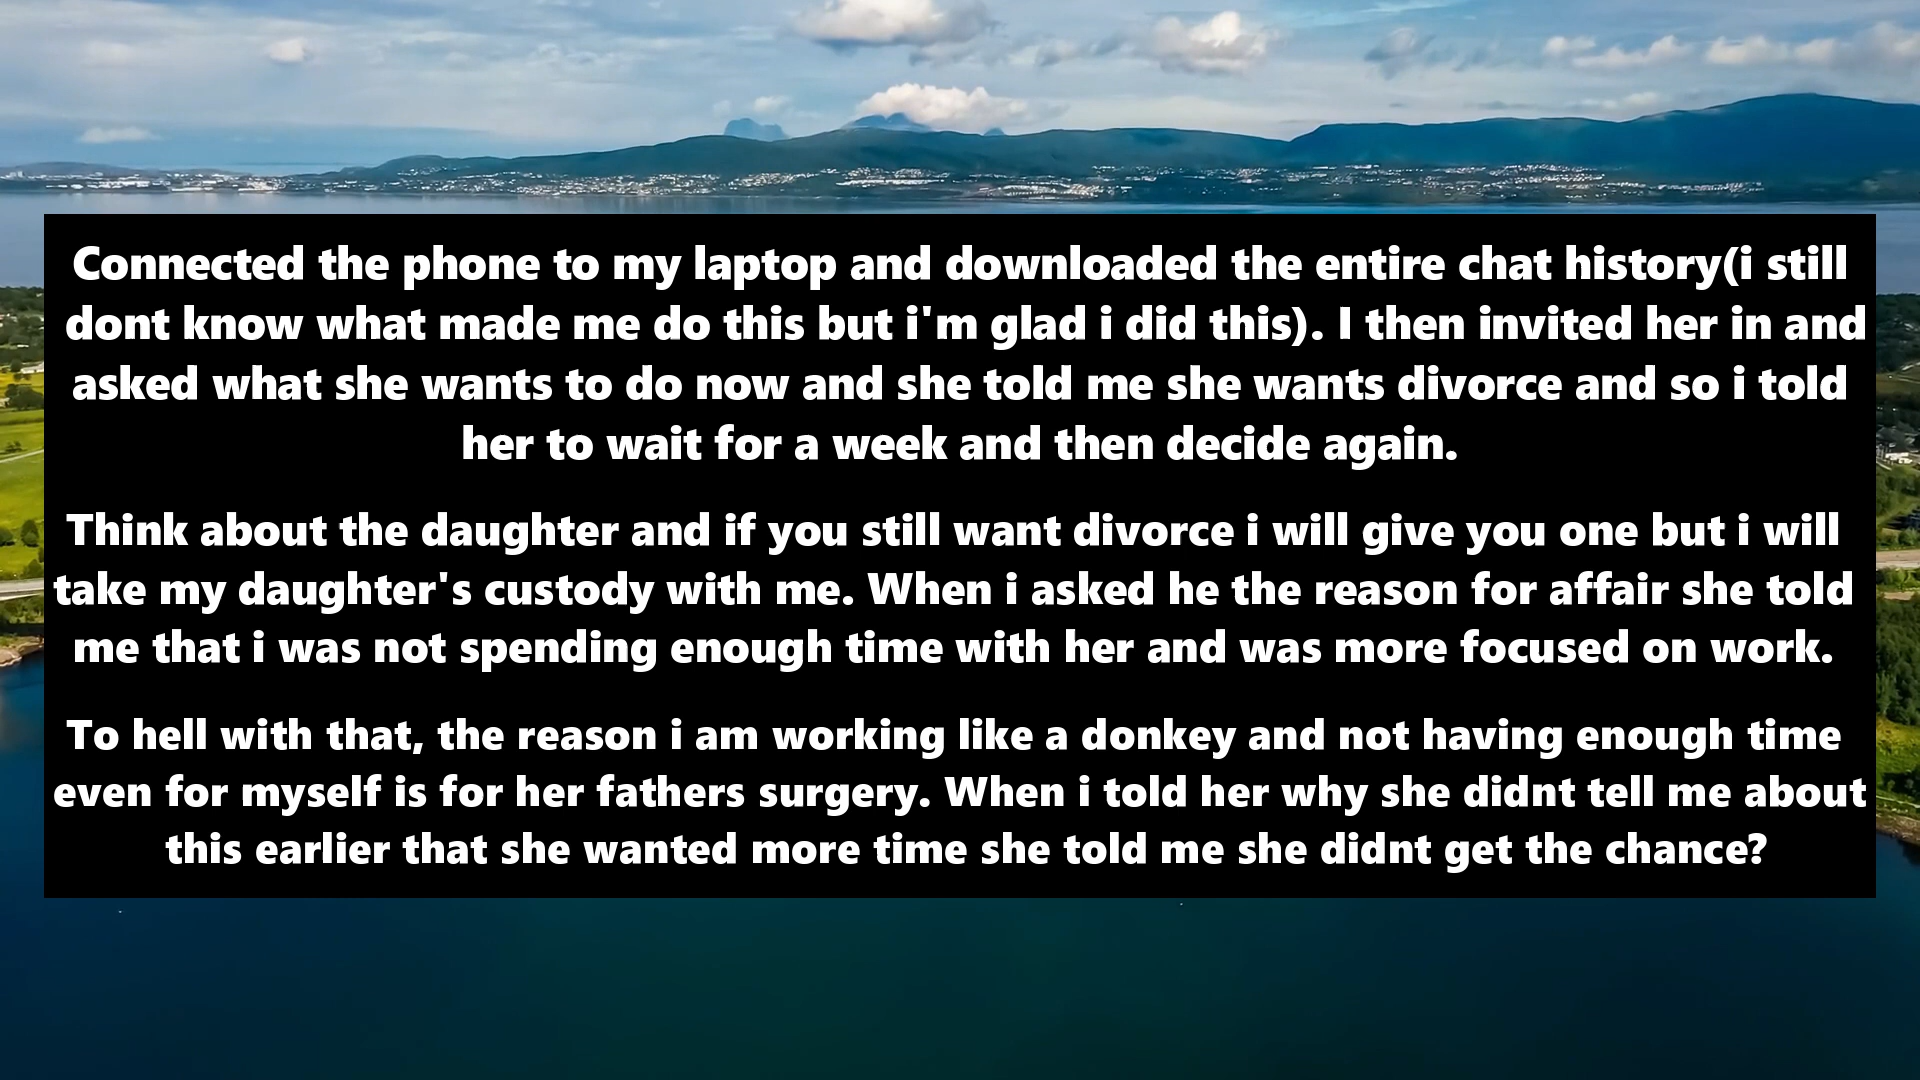 Connected the phone to my laptop and downloaded the entire chat history(i still
dont know what made me do this but i'm glad i did this). I then invited her in and
asked what she wants to do now and she told me she wants divorce and so i told
her to wait for a week and then decide again.
Think about the daughter and if you still want divorce i will give you one but i will
take my daughter's custody with me. When i asked he the reason for affair she told
me that i was not spending enough time with her and was more focused on work.
To hell with that, the reason i am working like a donkey and not having enough time
even for myself is for her fathers surgery. When i told her why she didnt tell me about
this earlier that she wanted more time she told me she didnt get the chance?